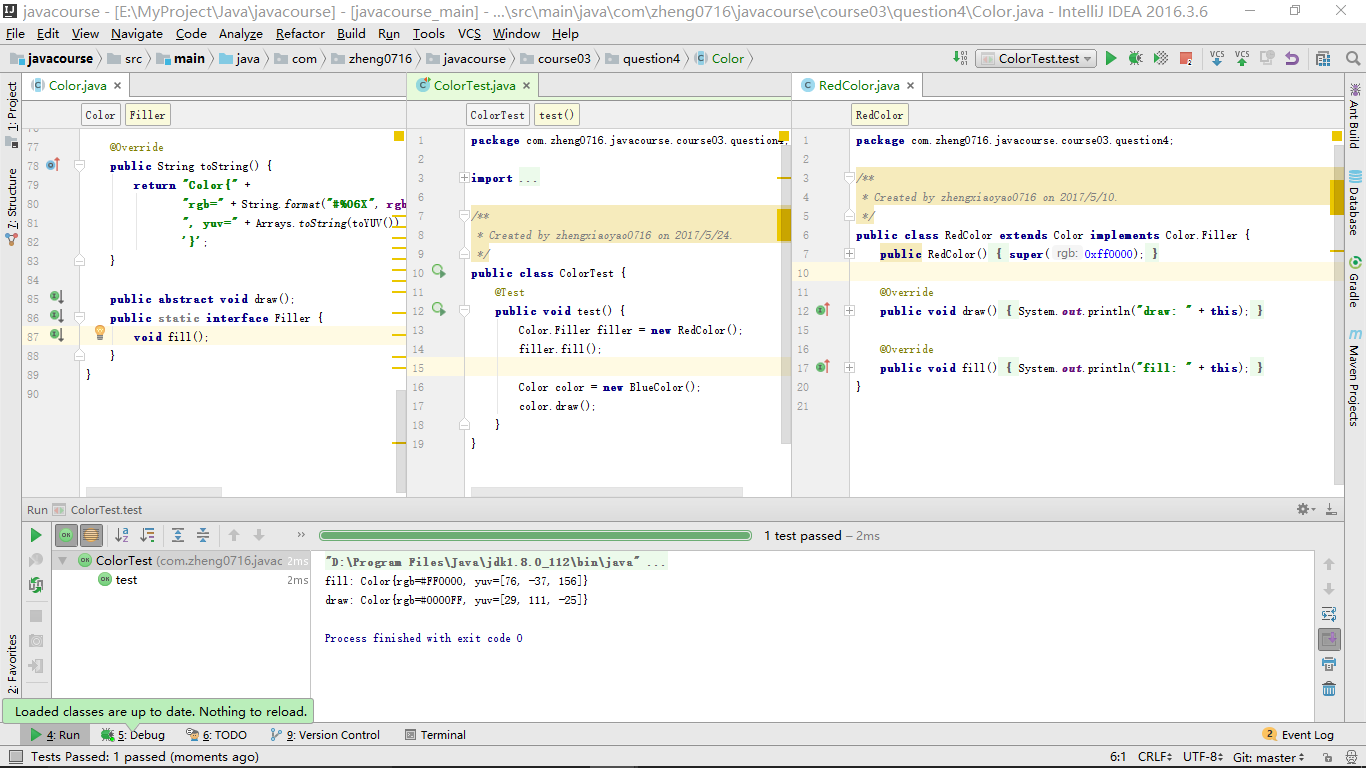 javacourse - [E:\MyProject\Java\javacourse] - [javacourse_main] - ...\src\main\java\com\zheng0716\javacourse\course03\question4\Color.java - IntelliJ IDEA 2016.3.6
File Edit View Navigate Code Analyze Refactor Build Run Tools VCS Window Help
javacourse src main java com zheng0716 javacourse course03 question4 Color ColorTest.test VCS VCS
1: Project
7: Structure
2: Favorites
Color.java
Color Filler
77 @Override
78 public String toString() {
79 return "Color{" +
80 "rgb=" + String.format("#%06X", rgb
81 ", yuv=" + Arrays.toString(toYUV())
82 '}';
83 }
84
85 public abstract void draw();
86 public static interface Filler {
87 void fill();
88 }
89 }
90
ColorTest.java
ColorTest test()
1 package com.zheng0716.javacourse.course03.question4;
2
3 import ...
6
7 /**
8 * Created by zhengxiaoyao0716 on 2017/5/24.
9 */
10 public class ColorTest {
11 @Test
12 public void test() {
13 Color.Filler filler = new RedColor();
14 filler.fill();
15
16 Color color = new BlueColor();
17 color.draw();
18 }
19 }
RedColor.java
RedColor
1 package com.zheng0716.javacourse.course03.question4;
2
3 /**
4 * Created by zhengxiaoyao0716 on 2017/5/10.
5 */
6 public class RedColor extends Color implements Color.Filler {
7 public RedColor() { super( rgb: 0xff0000); }
10
11 @Override
12 public void draw() { System.out.println("draw: " + this); }
15
16 @Override
17 public void fill() { System.out.println("fill: " + this); }
20 }
21
Ant Build
Database
Gradle
Maven Projects
Run ColorTest.test
1 test passed – 2ms
ColorTest (com.zheng0716.javac 2ms
test 2ms
"D:\Program Files\Java\jdk1.8.0_112\bin\java" ...
fill: Color{rgb=#FF0000, yuv=[76, -37, 156]}
draw: Color{rgb=#0000FF, yuv=[29, 111, -25]}
Process finished with exit code 0
Loaded classes are up to date. Nothing to reload.
4: Run 5: Debug 6: TODO 9: Version Control Terminal 2 Event Log
Tests Passed: 1 passed (moments ago) 6:1 CRLF UTF-8 Git: master